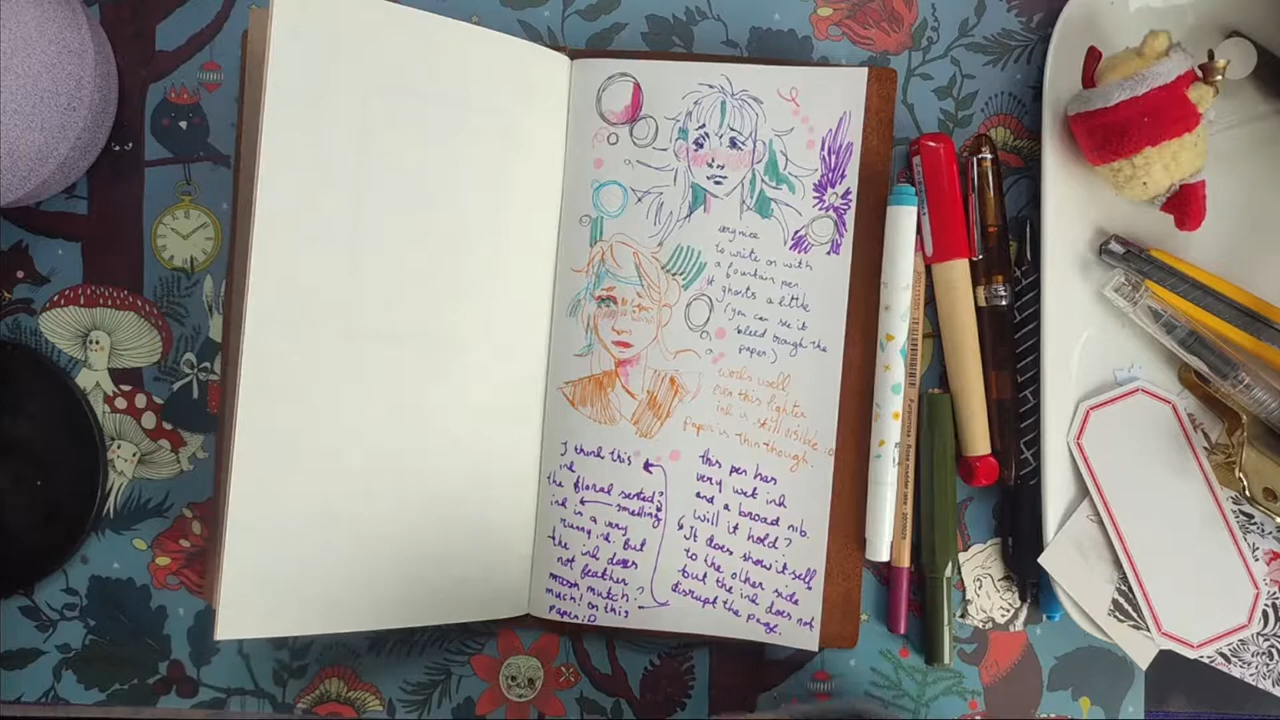 very nice
to write on with
a fountain pen
It ghosts a little
(you can see it
bleed trough the
paper.)
works well,
even this lighter
ink is still visible :o
Paper is thin though.
I think this
ink
the floral sented?
smelling
ink is a very
runny ink. But
the ink does
not feather
mush mutch?
much! on this
paper :D
this pen has
very wet ink
and a broad nib.
will it hold?
It does show itself
to the other side
but the ink does not
disrupt the page.